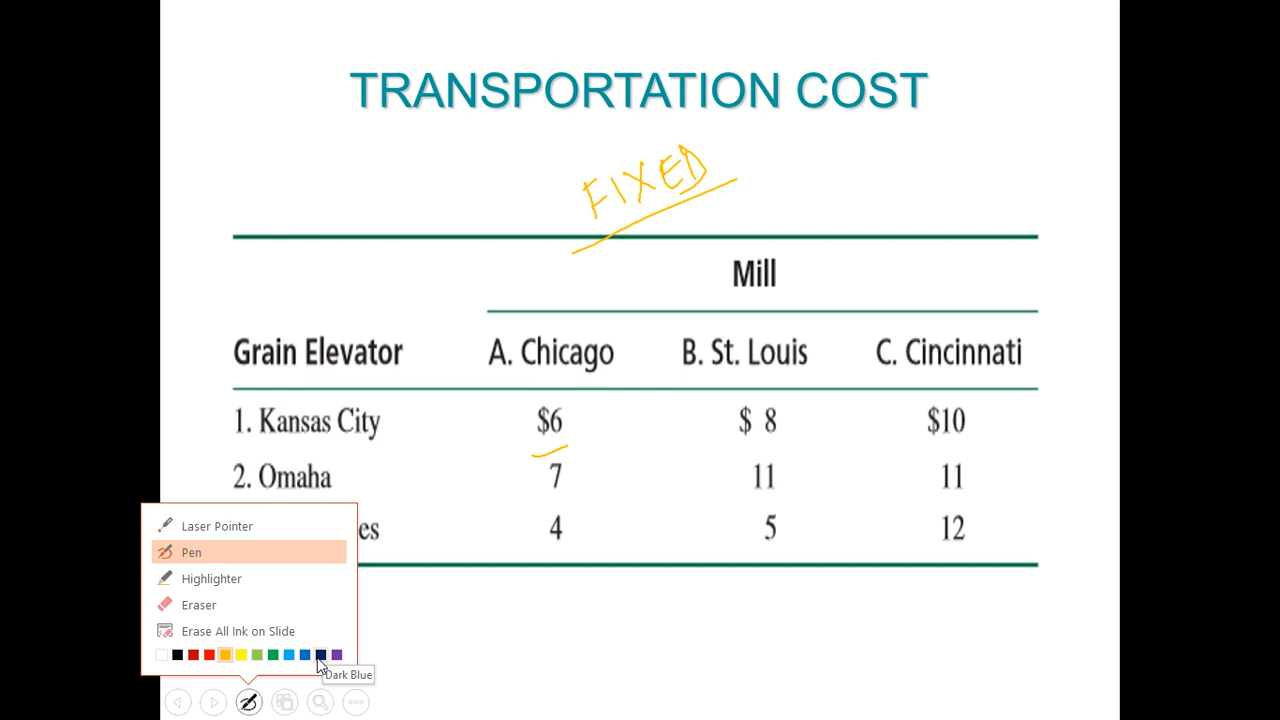 TRANSPORTATION COST
FIXED
Mill
Grain Elevator A. Chicago B. St. Louis C. Cincinnati
1. Kansas City $6 $ 8 $10
2. Omaha 7 11 11
es 4 5 12
Laser Pointer
Pen
Highlighter
Eraser
Erase All Ink on Slide
Dark Blue